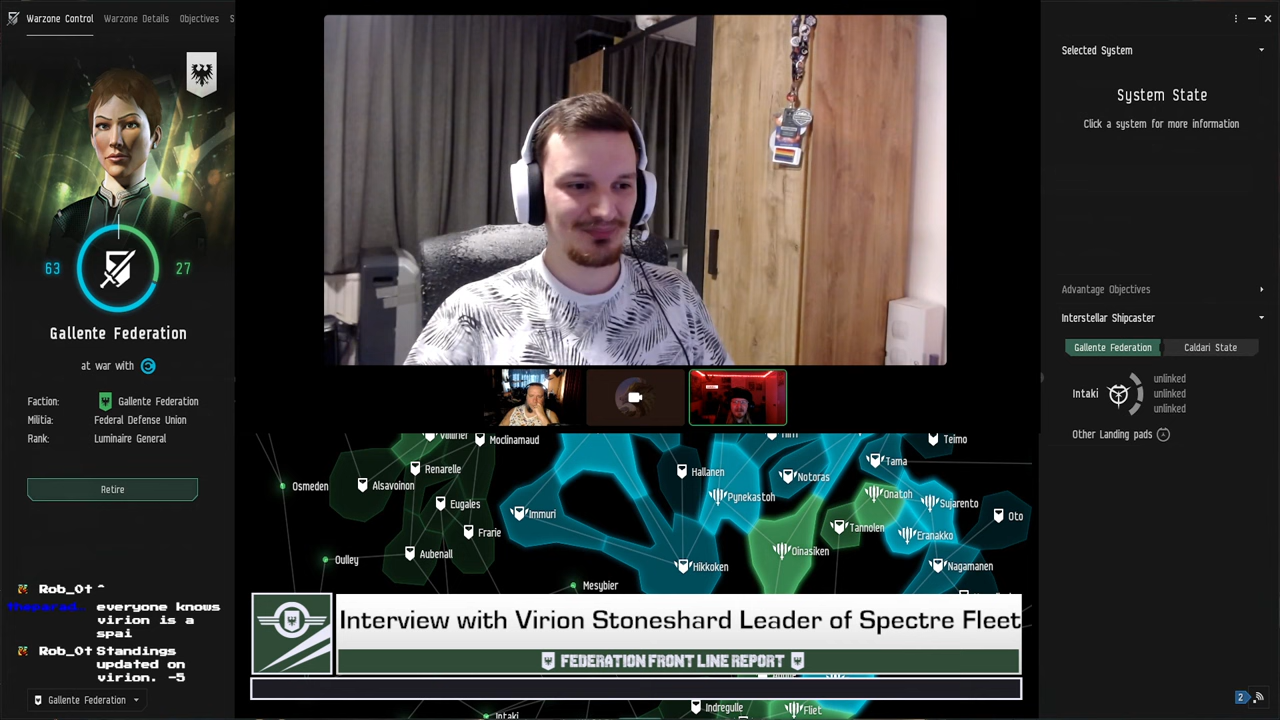 Warzone Control
Warzone Details
Objectives
S
63
27
Gallente Federation
at war with
Faction: Gallente Federation
Militia: Federal Defense Union
Rank: Luminaire General
Retire
Rob_Ot ^
everyone knows
virion is a
spai
Rob_Ot Standings
updated on
virion. -5
Gallente Federation
Moclinamaud
Renarelle
Osmeden
Alsavoinon
Eugales
Frarie
Oulley
Aubenall
Mesybier
Immuri
Hallanen
Pynekastoh
Notoras
Tama
Teimo
Onatoh
Sujarento
Oto
Tannolen
Eranakko
Oinasiken
Hikkoken
Nagamanen
Interview with Virion Stoneshard Leader of Spectre Fleet
FEDERATION FRONT LINE REPORT
Indregulle
Fliet
Intaki
Selected System
System State
Click a system for more information
Advantage Objectives
Interstellar Shipcaster
Gallente Federation
Caldari State
Intaki
unlinked
unlinked
unlinked
Other Landing pads
2